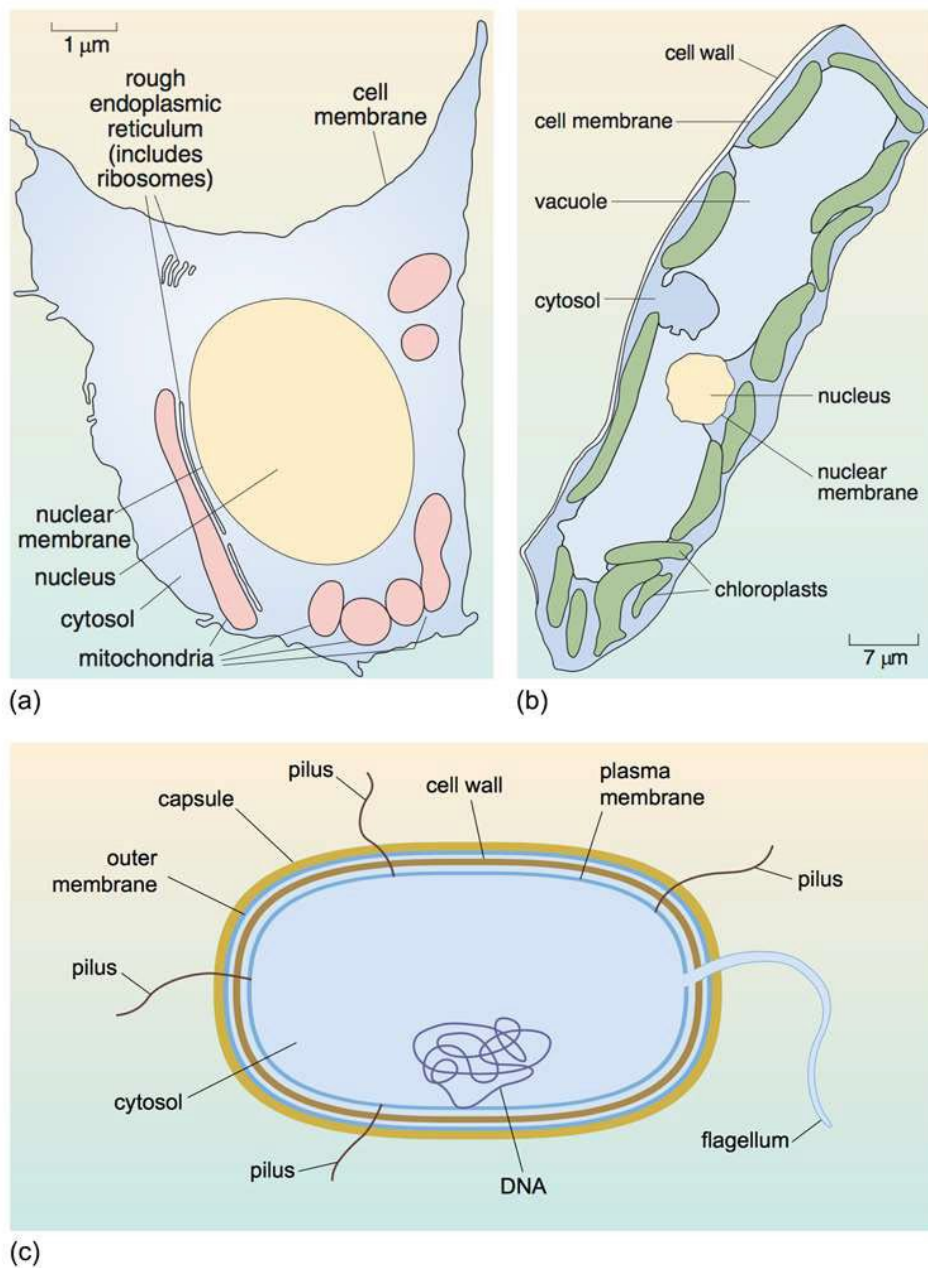 1 μm
rough
endoplasmic
reticulum
(includes
ribosomes)
cell
membrane
nuclear
membrane
nucleus
cytosol
mitochondria
(a)
cell wall
cell membrane
vacuole
cytosol
nucleus
nuclear
membrane
chloroplasts
7 μm
(b)
pilus
capsule
cell wall
plasma
membrane
outer
membrane
pilus
pilus
cytosol
pilus
DNA
flagellum
(c)